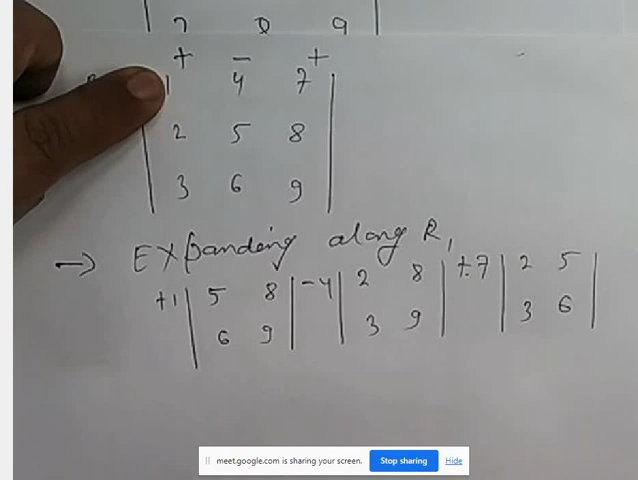 9
+ - +
1 4 7
2 5 8
3 6 9
→ Expanding along R₁
+1 | 5 8 | -4 | 2 8 | +7 | 2 5 |
| 6 9 | | 3 9 | | 3 6 |
meet.google.com is sharing your screen. Stop sharing Hide